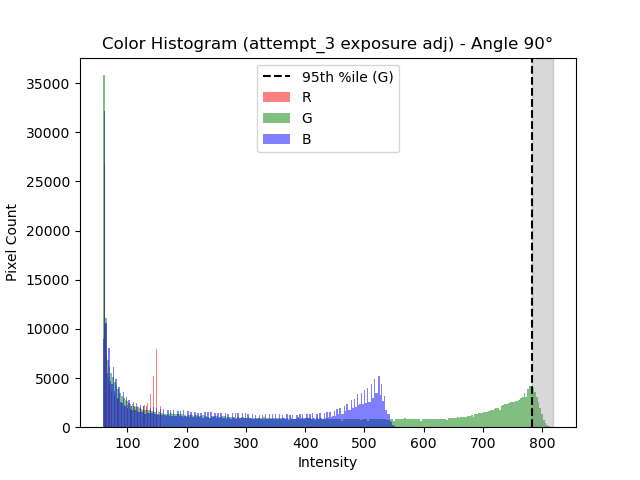 Color Histogram (attempt_3 exposure adj) - Angle 90°
35000
30000
25000
20000
15000
10000
5000
0
Pixel Count
95th %ile (G)
R
G
B
100 200 300 400 500 600 700 800
Intensity